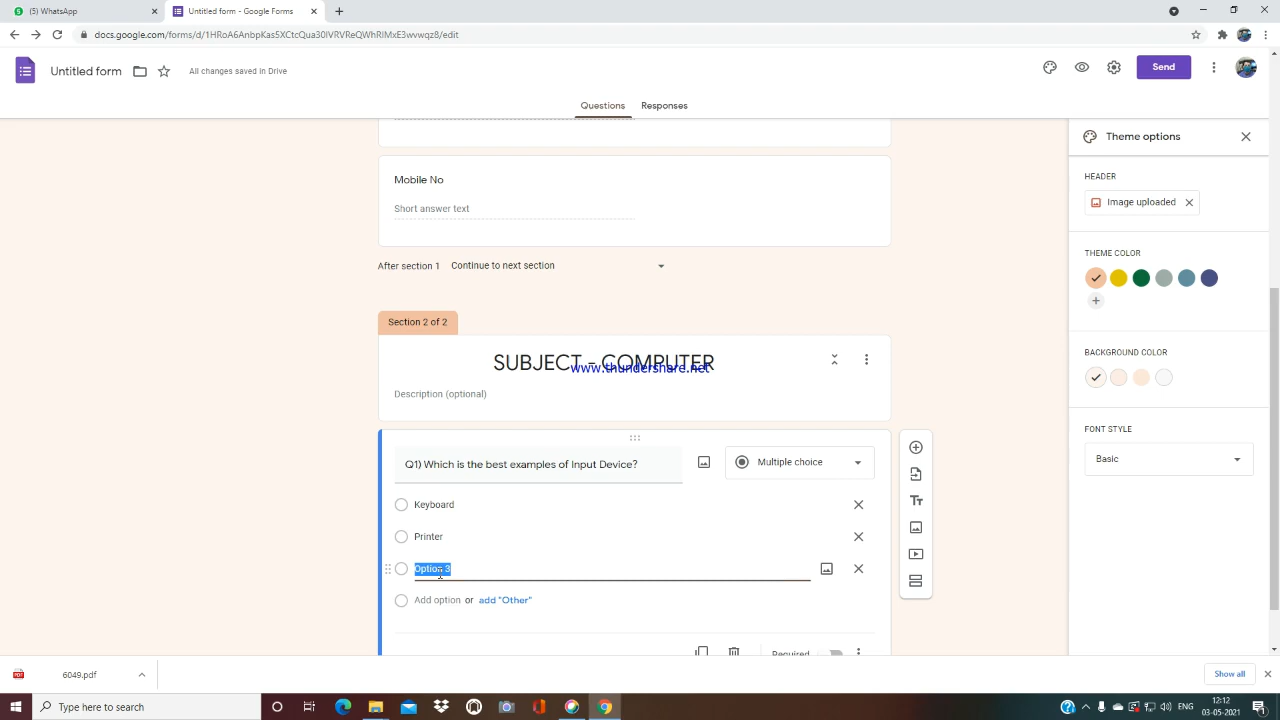 (5) WhatsApp
Untitled form - Google Forms
docs.google.com/forms/d/1HRoA6AnbpKas5XCtcQua30IVRVReQWhRlMxE3wvwqz8/edit
Untitled form
All changes saved in Drive
Send
Questions
Responses
Theme options
Mobile No
Short answer text
HEADER
Image uploaded
After section 1
Continue to next section
THEME COLOR
Section 2 of 2
SUBJECT - COMPUTER
www.thundershare.net
Description (optional)
BACKGROUND COLOR
FONT STYLE
Basic
Q1) Which is the best examples of Input Device?
Multiple choice
Keyboard
Printer
Option 3
Add option or add "Other"
Required
6049.pdf
Show all
Type here to search
ENG
12:12
03-05-2021